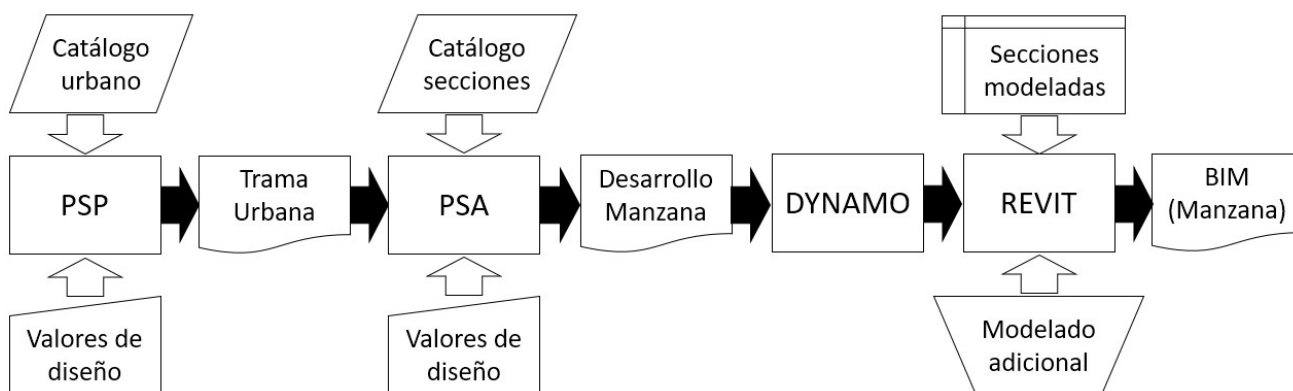 Catálogo
urbano
Catálogo
secciones
Secciones
modeladas
PSP
Trama
Urbana
PSA
Desarrollo
Manzana
DYNAMO
REVIT
BIM
(Manzana)
Valores de
diseño
Valores de
diseño
Modelado
adicional